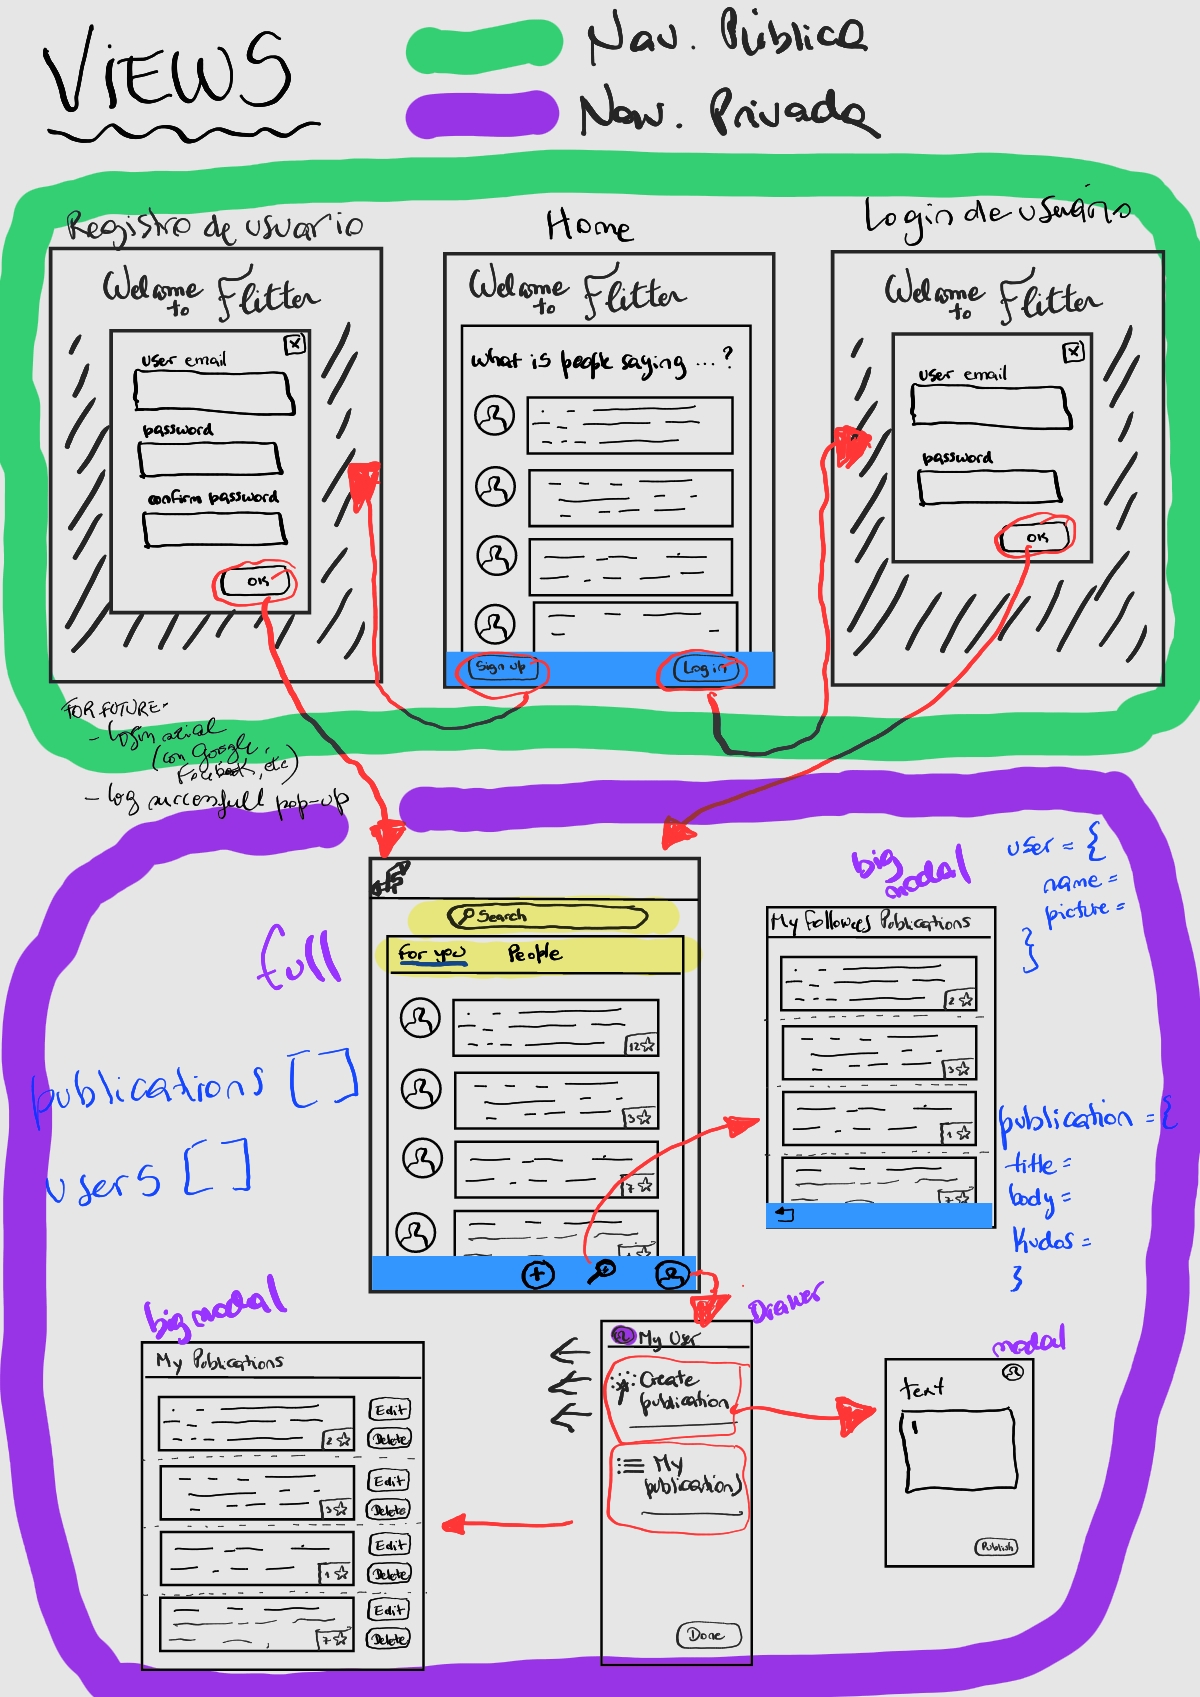 VIEWS
Nav. Pública
Nav. Privada
Registro de usuario
Home
Login de usuário
Welcome to Flitter
user email
password
confirm password
OK
Welcome to Flitter
what is people saying ...?
Sign up
Log in
Welcome to Flitter
user email
password
OK
FOR FUTURE:
- login social
(con Google,
Facebook, etc)
- log successfull pop-up
full
publications []
users []
Search
For you
People
12
3
7
big modal
My Followers Publications
2
3
1
7
user = {
name =
picture =
}
publication = {
title =
body =
Kudos =
}
big modal
My Publications
2
Edit
Delete
3
Edit
Delete
1
Edit
Delete
7
Edit
Delete
Drawer
My User
Create
publication
My
publications
Done
modal
text
Publish